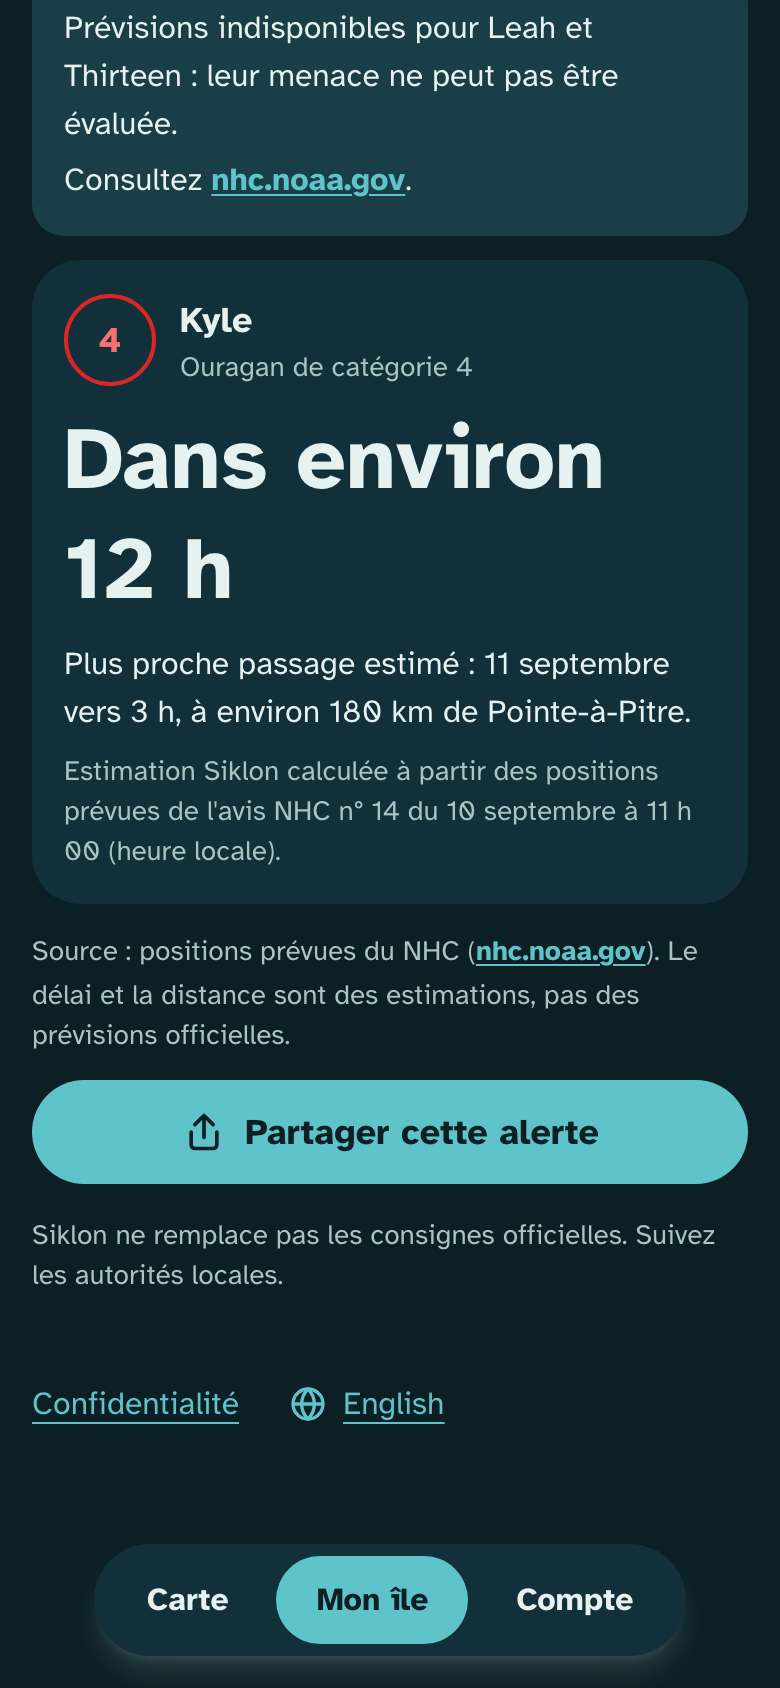 Prévisions indisponibles pour Leah et
Thirteen : leur menace ne peut pas être
évaluée.
Consultez nhc.noaa.gov.
4
Kyle
Ouragan de catégorie 4
Dans environ
12 h
Plus proche passage estimé : 11 septembre
vers 3 h, à environ 180 km de Pointe-à-Pitre.
Estimation Siklon calculée à partir des positions
prévues de l'avis NHC n° 14 du 10 septembre à 11 h
00 (heure locale).
Source : positions prévues du NHC (nhc.noaa.gov). Le
délai et la distance sont des estimations, pas des
prévisions officielles.
Partager cette alerte
Siklon ne remplace pas les consignes officielles. Suivez
les autorités locales.
Confidentialité English
Carte Mon île Compte